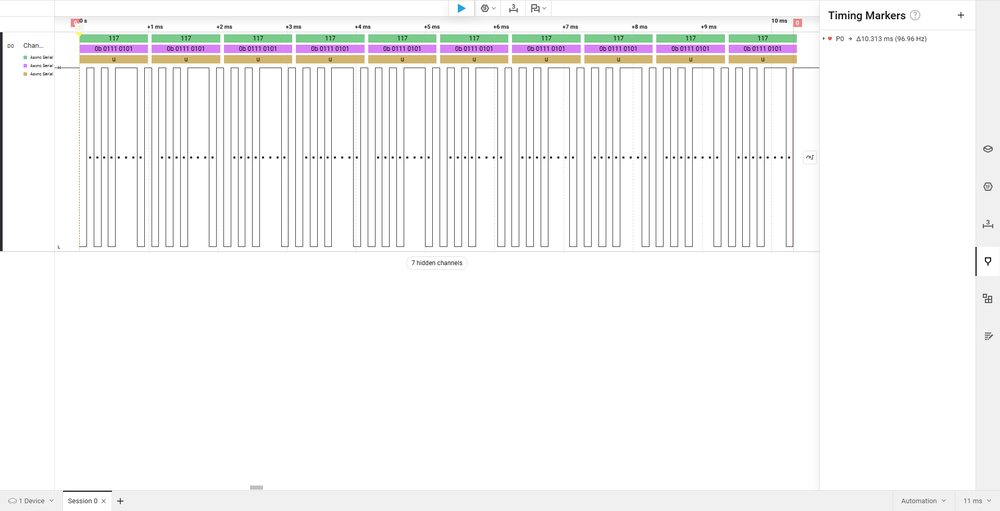 3
Timing Markers ?
0 0 s
+1 ms +2 ms +3 ms +4 ms +5 ms +6 ms +7 ms +8 ms +9 ms 10 ms 0
P0 → Δ10.313 ms (96.96 Hz)
117 117 117 117 117 117 117 117 117 117
D0 Chan...
0b 0111 0101 0b 0111 0101 0b 0111 0101 0b 0111 0101 0b 0111 0101 0b 0111 0101 0b 0111 0101 0b 0111 0101 0b 0111 0101 0b 0111 0101
Async Serial
u u u u u u u u u u
Async Serial
H
Async Serial
1F
3
L
7 hidden channels
1 Device
Session 0
Automation
11 ms